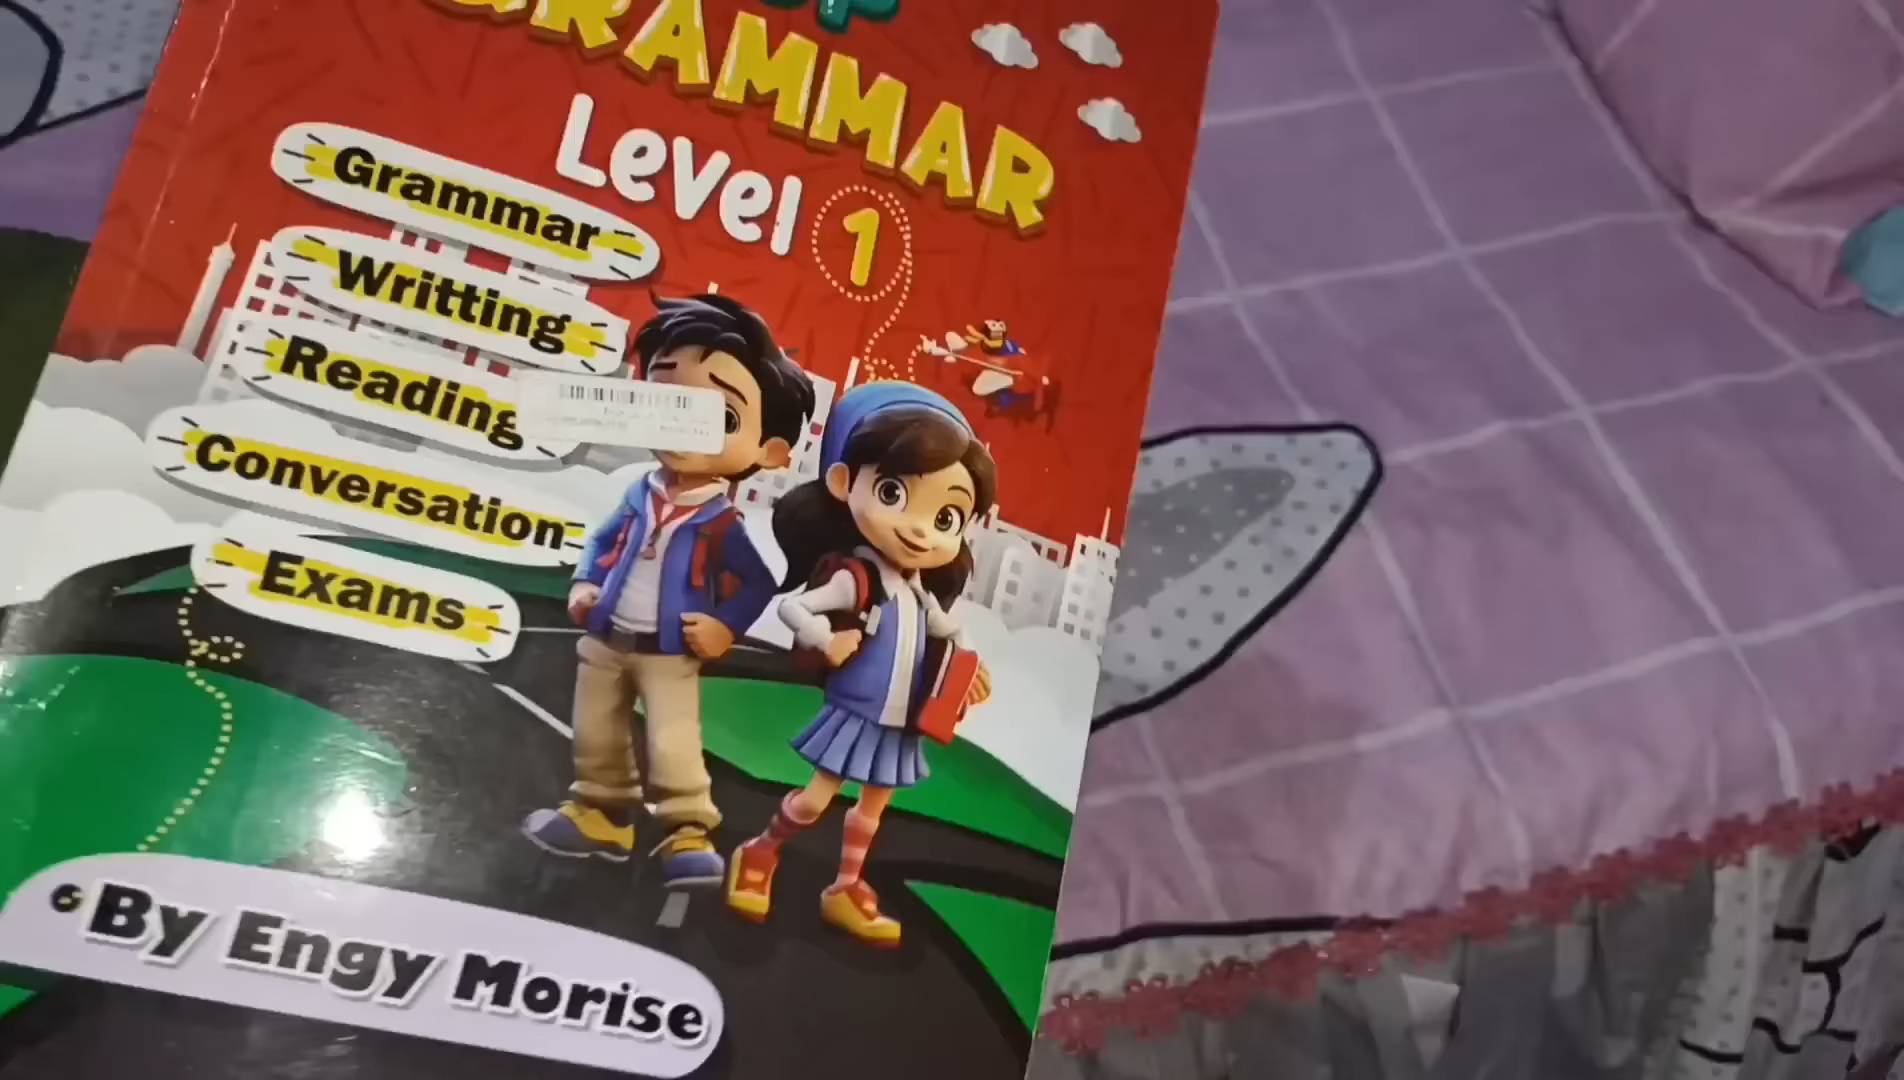 GRAMMAR
Level 1
Grammar
Writting
Reading
Conversation
Exams
By Engy Morise